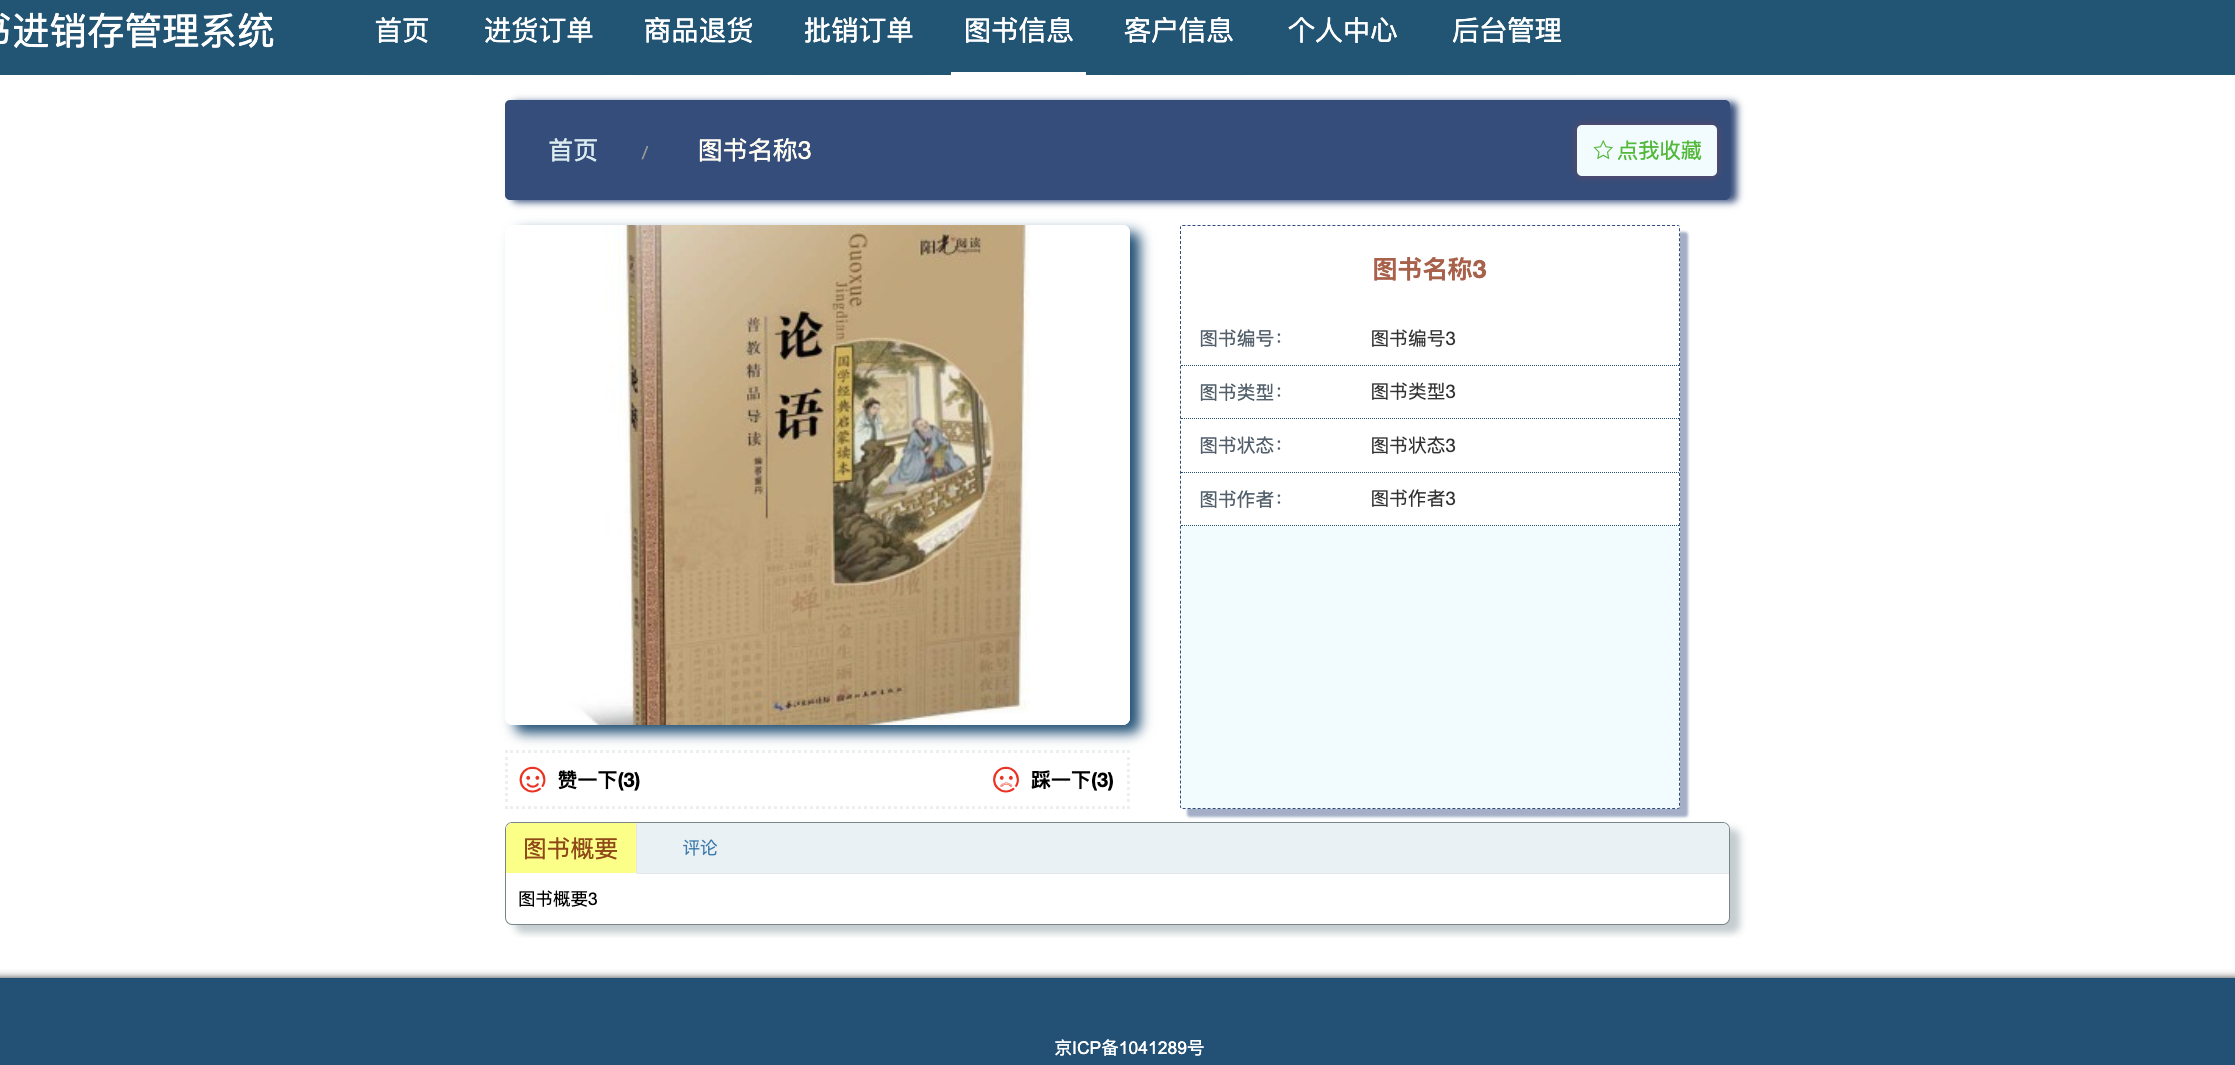 书进销存管理系统 首页 进货订单 商品退货 批销订单 图书信息 客户信息 个人中心 后台管理
首页 / 图书名称3 点我收藏
Guoxue
Jingdian
阳光阅读
论语
普教精品导读
国学经典启蒙读本
赞一下(3) 踩一下(3)
图书名称3
图书编号: 图书编号3
图书类型: 图书类型3
图书状态: 图书状态3
图书作者: 图书作者3
图书概要 评论
图书概要3
京ICP备1041289号